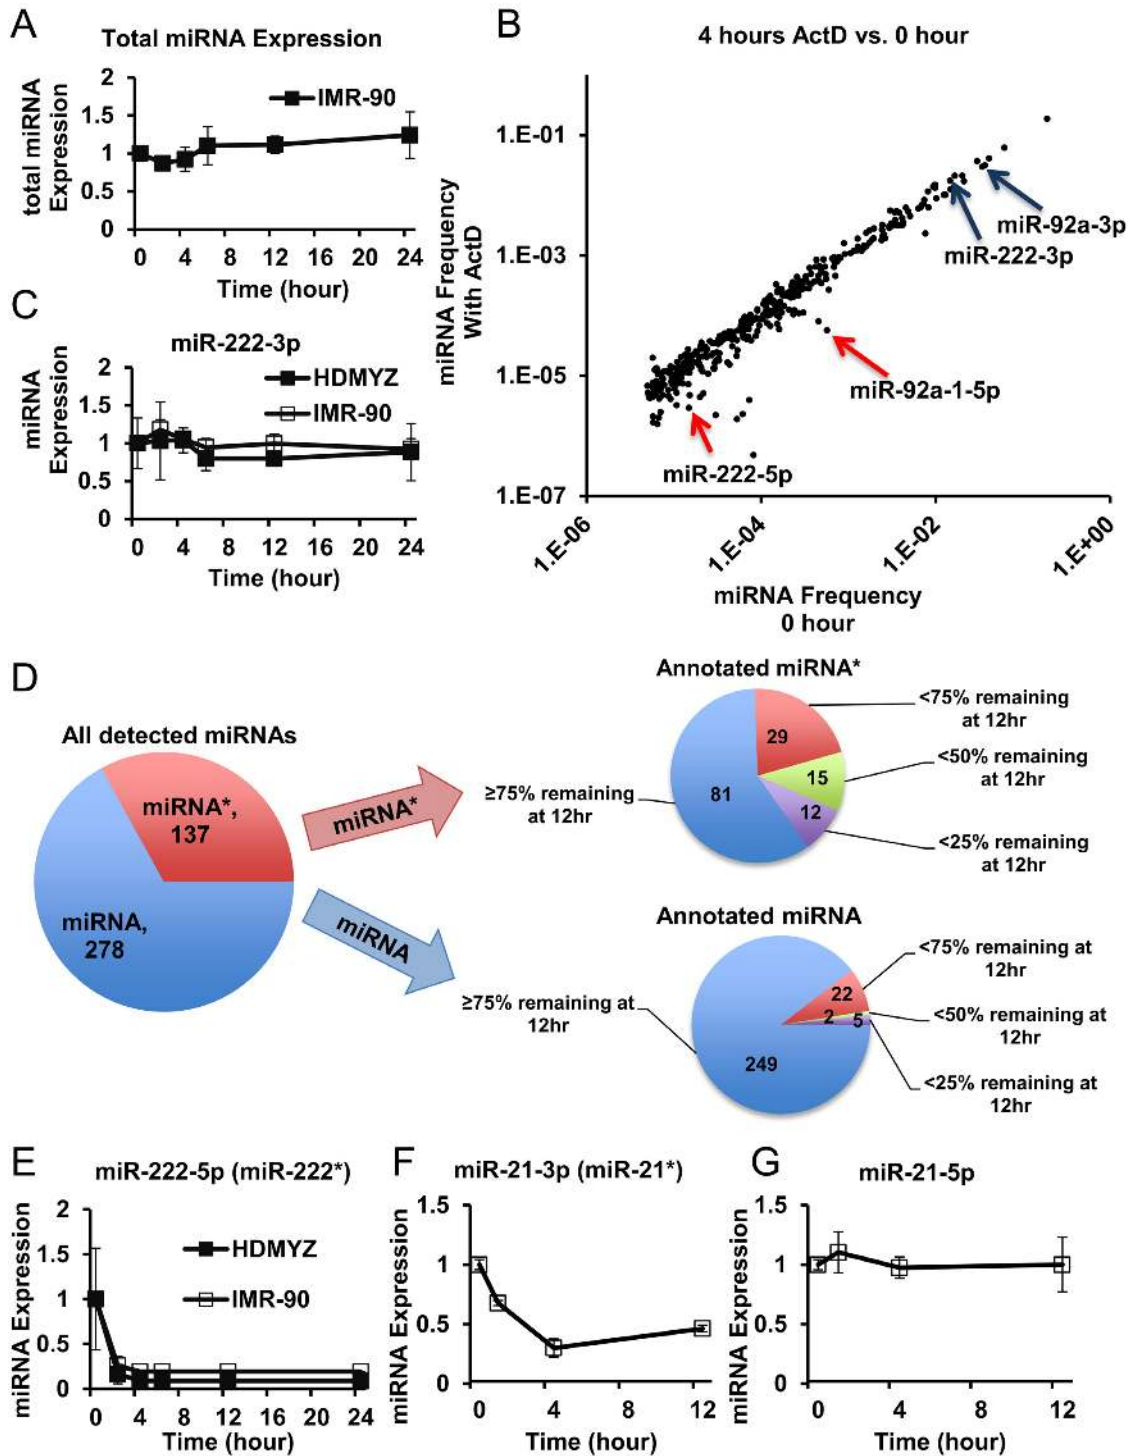 A
Total miRNA Expression
total miRNA
Expression
2
1.5
1
0.5
0
IMR-90
0 4 8 12 16 20 24
Time (hour)
B
4 hours ActD vs. 0 hour
miRNA Frequency
With ActD
1.E-01
1.E-03
1.E-05
1.E-07
miR-92a-3p
miR-222-3p
miR-92a-1-5p
miR-222-5p
1.E-06
1.E-04
1.E-02
1.E+00
miRNA Frequency
0 hour
C
miR-222-3p
miRNA
Expression
2
1.5
1
0.5
0
HDMYZ
IMR-90
0 4 8 12 16 20 24
Time (hour)
D
All detected miRNAs
miRNA*,
137
miRNA,
278
miRNA*
miRNA
Annotated miRNA*
≥75% remaining
at 12hr
81
29
15
12
<75% remaining
at 12hr
<50% remaining
at 12hr
<25% remaining
at 12hr
Annotated miRNA
≥75% remaining at
12hr
249
22
2
5
<75% remaining at
12hr
<50% remaining at
12hr
<25% remaining at
12hr
E
miR-222-5p (miR-222*)
miRNA Expression
2
1.5
1
0.5
0
HDMYZ
IMR-90
0 4 8 12 16 20 24
Time (hour)
F
miR-21-3p (miR-21*)
miRNA Expression
1.5
1
0.5
0
0 4 8 12
Time (hour)
G
miR-21-5p
miRNA Expression
1.5
1
0.5
0
0 4 8 12
Time (hour)